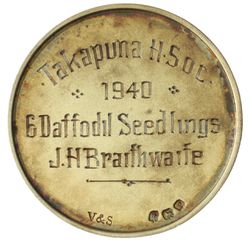 Takapuna H. Soc.
1940
6 Daffodil Seedlings
J.H Braithwaite
V&S